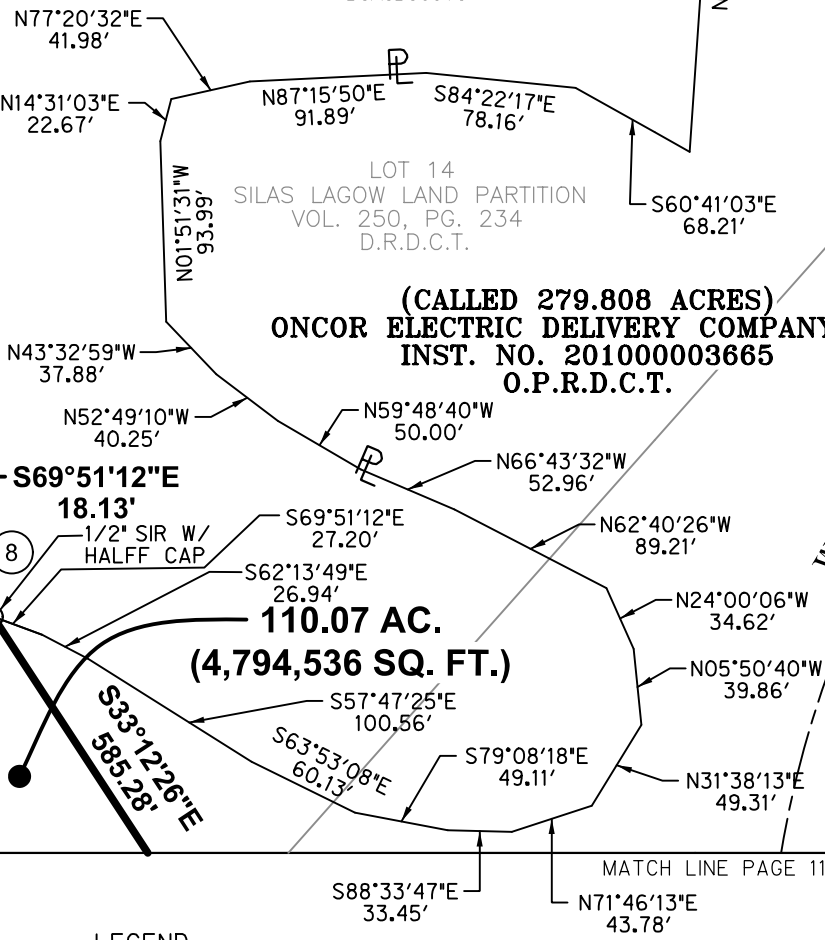 N77°20'32"E
41.98'
N
N14°31'03"E
22.67'
N87°15'50"E
91.89'
S84°22'17"E
78.16'
N01°51'31"W
93.99'
LOT 14
SILAS LAGOW LAND PARTITION
VOL. 250, PG. 234
D.R.D.C.T.
S60°41'03"E
68.21'
(CALLED 279.808 ACRES)
ONCOR ELECTRIC DELIVERY COMPANY
INST. NO. 201000003665
O.P.R.D.C.T.
N43°32'59"W
37.88'
N52°49'10"W
40.25'
N59°48'40"W
50.00'
N66°43'32"W
52.96'
S69°51'12"E
18.13'
1/2" SIR W/
HALFF CAP
8
S69°51'12"E
27.20'
N62°40'26"W
89.21'
S62°13'49"E
26.94'
110.07 AC.
(4,794,536 SQ. FT.)
N24°00'06"W
34.62'
N05°50'40"W
39.86'
S33°12'26"E
585.28'
S57°47'25"E
100.56'
S63°53'08"E
60.13'
S79°08'18"E
49.11'
N31°38'13"E
49.31'
MATCH LINE PAGE 11
S88°33'47"E
33.45'
N71°46'13"E
43.78'
LEGEND